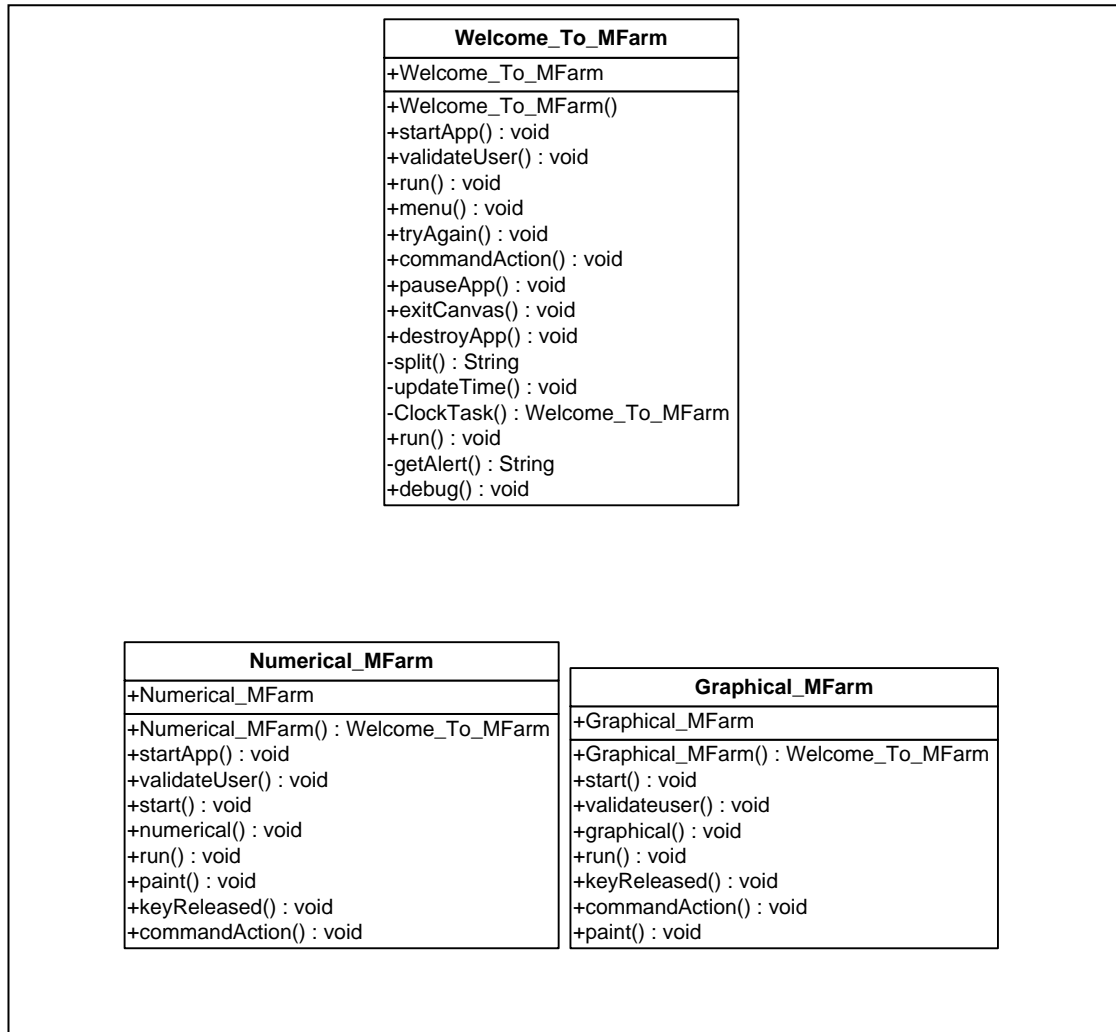 Welcome_To_MFarm
+Welcome_To_MFarm
+Welcome_To_MFarm()
+startApp() : void
+validateUser() : void
+run() : void
+menu() : void
+tryAgain() : void
+commandAction() : void
+pauseApp() : void
+exitCanvas() : void
+destroyApp() : void
-split() : String
-updateTime() : void
-ClockTask() : Welcome_To_MFarm
+run() : void
-getAlert() : String
+debug() : void
Numerical_MFarm
+Numerical_MFarm
+Numerical_MFarm() : Welcome_To_MFarm
+startApp() : void
+validateUser() : void
+start() : void
+numerical() : void
+run() : void
+paint() : void
+keyReleased() : void
+commandAction() : void
Graphical_MFarm
+Graphical_MFarm
+Graphical_MFarm() : Welcome_To_MFarm
+start() : void
+validateuser() : void
+graphical() : void
+run() : void
+keyReleased() : void
+commandAction() : void
+paint() : void